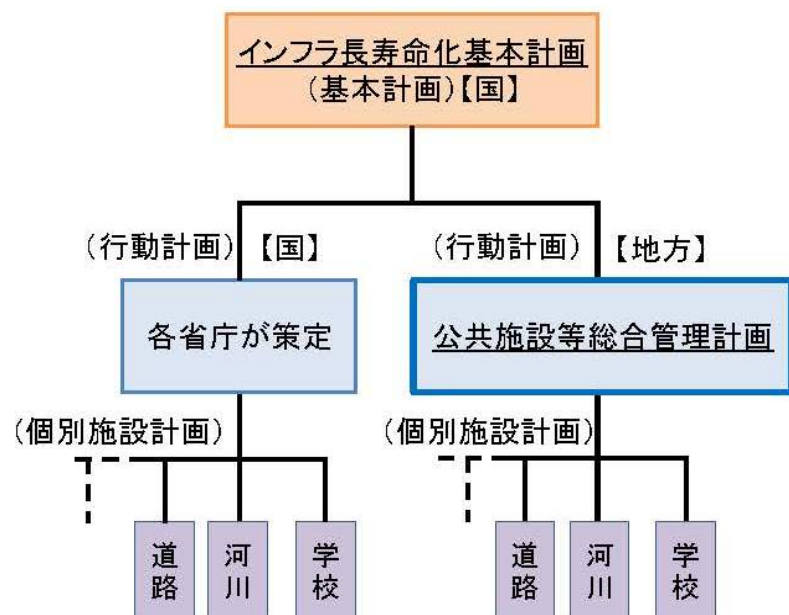 インフラ長寿命化基本計画
(基本計画)【国】
(行動計画)【国】
(行動計画)【地方】
各省庁が策定
公共施設等総合管理計画
(個別施設計画)
(個別施設計画)
道路
河川
学校
道路
河川
学校